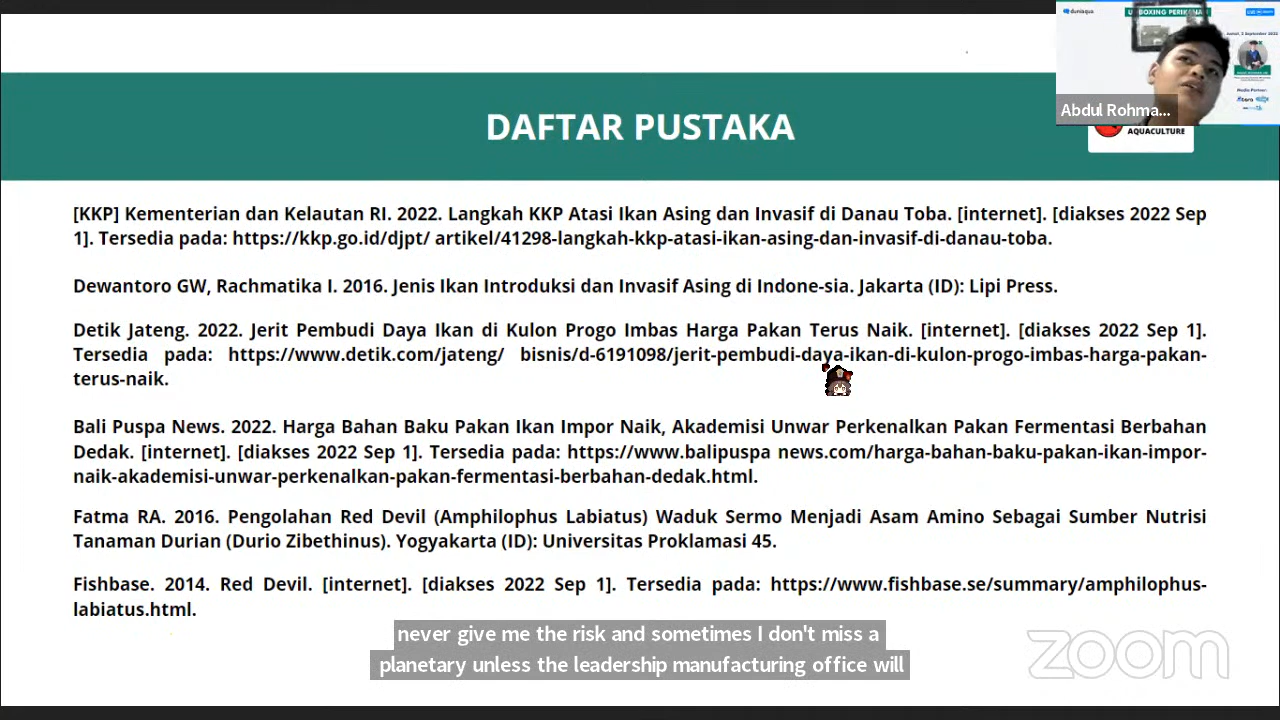 duniaqua
UNBOXING PERIKANAN
Jumat, 2 September 2022
Media Partner:
Abdul Rohma...
AQUACULTURE
DAFTAR PUSTAKA
[KKP] Kementerian dan Kelautan RI. 2022. Langkah KKP Atasi Ikan Asing dan Invasif di Danau Toba. [internet]. [diakses 2022 Sep
1]. Tersedia pada: https://kkp.go.id/djpt/ artikel/41298-langkah-kkp-atasi-ikan-asing-dan-invasif-di-danau-toba.
Dewantoro GW, Rachmatika I. 2016. Jenis Ikan Introduksi dan Invasif Asing di Indone-sia. Jakarta (ID): Lipi Press.
Detik Jateng. 2022. Jerit Pembudi Daya Ikan di Kulon Progo Imbas Harga Pakan Terus Naik. [internet]. [diakses 2022 Sep 1].
Tersedia pada: https://www.detik.com/jateng/ bisnis/d-6191098/jerit-pembudi-daya-ikan-di-kulon-progo-imbas-harga-pakan-
terus-naik.
Bali Puspa News. 2022. Harga Bahan Baku Pakan Ikan Impor Naik, Akademisi Unwar Perkenalkan Pakan Fermentasi Berbahan
Dedak. [internet]. [diakses 2022 Sep 1]. Tersedia pada: https://www.balipuspa news.com/harga-bahan-baku-pakan-ikan-impor-
naik-akademisi-unwar-perkenalkan-pakan-fermentasi-berbahan-dedak.html.
Fatma RA. 2016. Pengolahan Red Devil (Amphilophus Labiatus) Waduk Sermo Menjadi Asam Amino Sebagai Sumber Nutrisi
Tanaman Durian (Durio Zibethinus). Yogyakarta (ID): Universitas Proklamasi 45.
Fishbase. 2014. Red Devil. [internet]. [diakses 2022 Sep 1]. Tersedia pada: https://www.fishbase.se/summary/amphilophus-
labiatus.html.
never give me the risk and sometimes I don't miss a
planetary unless the leadership manufacturing office will
zoom